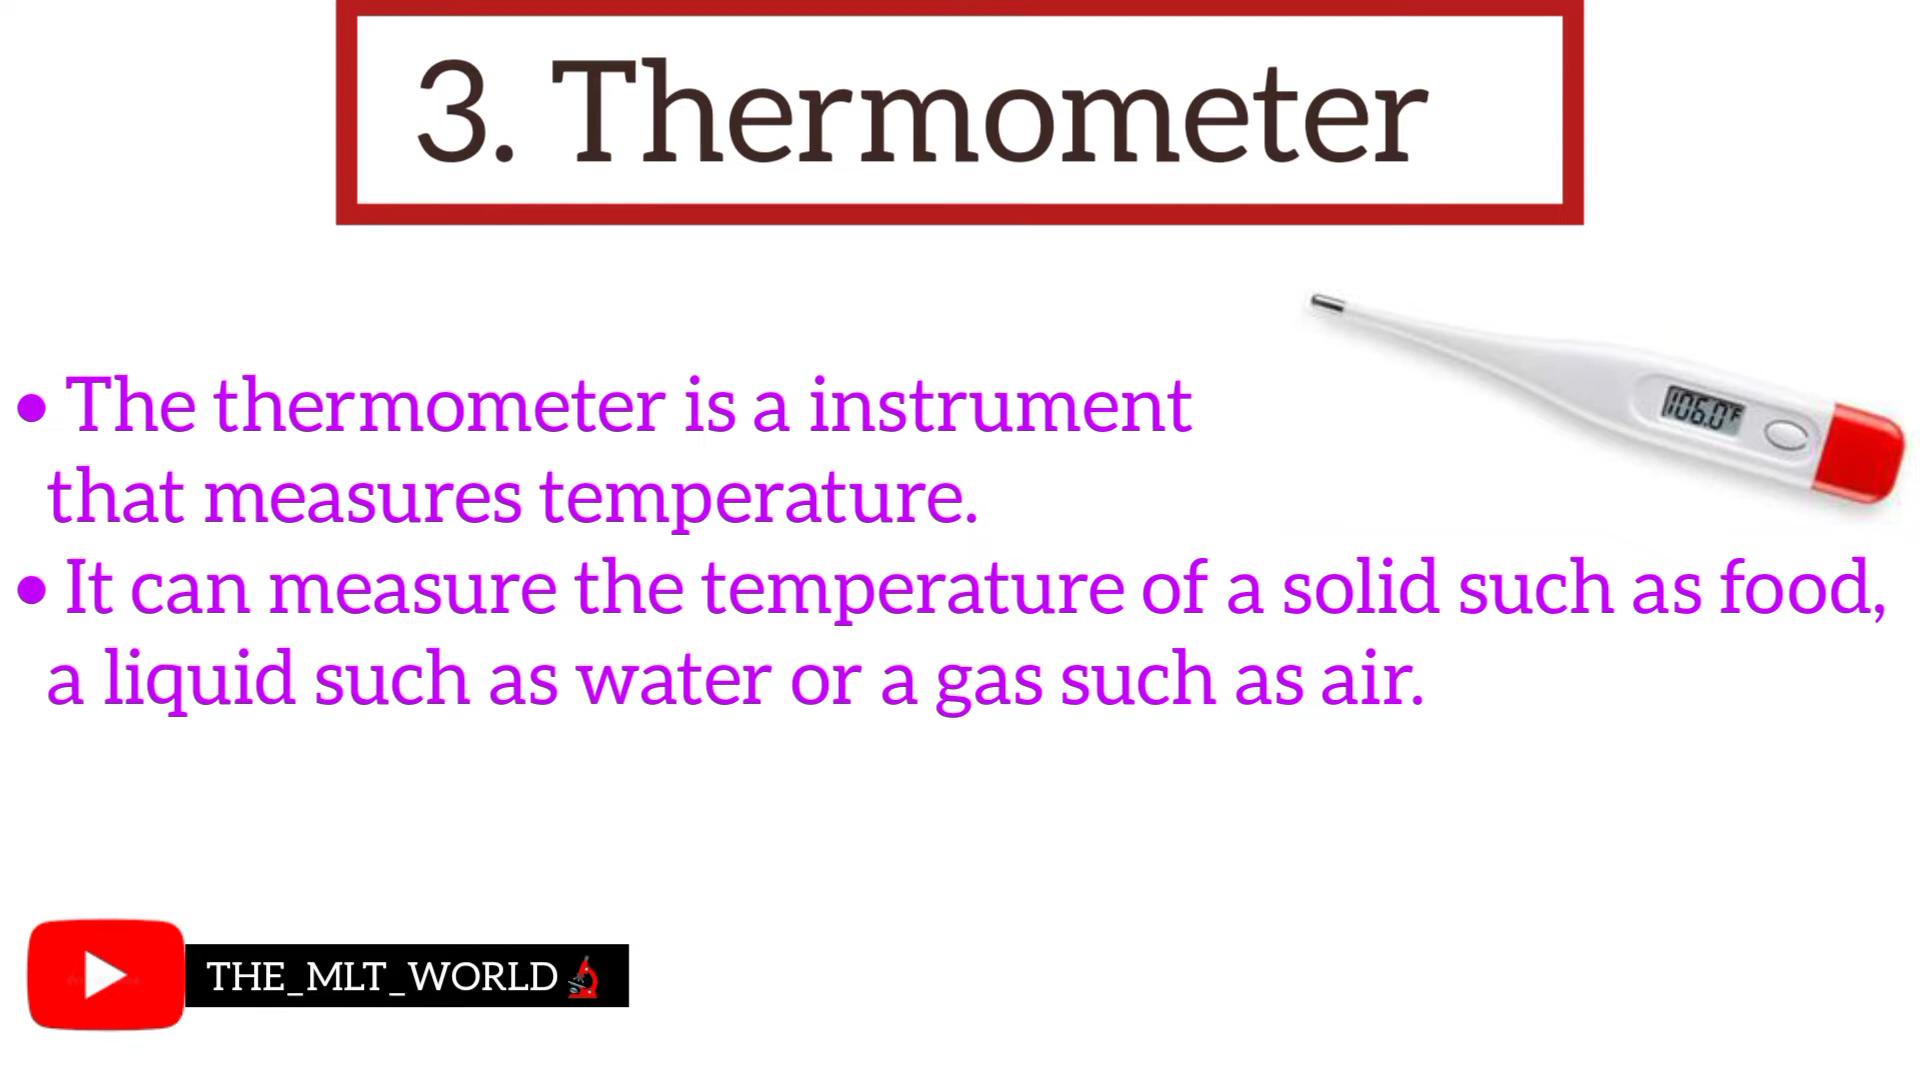 3. Thermometer
• The thermometer is a instrument
that measures temperature.
106.0°F
• It can measure the temperature of a solid such as food,
a liquid such as water or a gas such as air.
THE_MLT_WORLD🔬